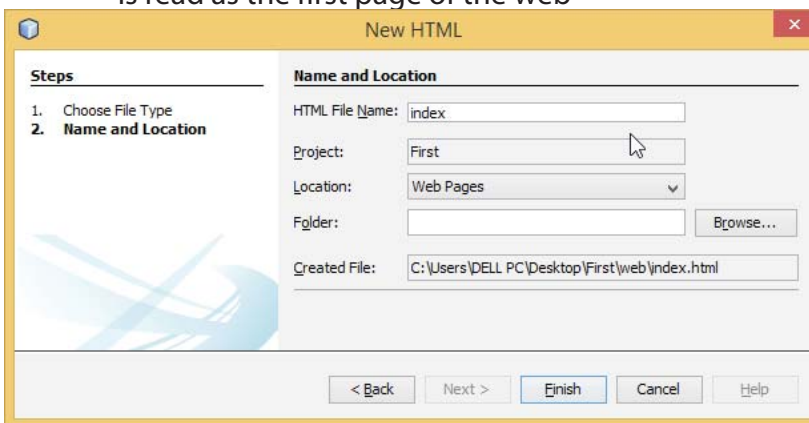 is read as the first page of the web
New HTML
Steps
1. Choose File Type
2. Name and Location
Name and Location
HTML File Name: index
Project: First
Location: Web Pages
Folder: Browse...
Created File: C:\Users\DELL PC\Desktop\First\web\index.html
< Back Next > Finish Cancel Help